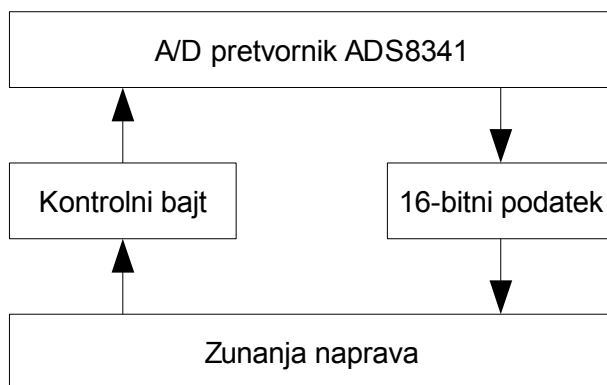 A/D pretvornik ADS8341
Kontrolni bajt
16-bitni podatek
Zunanja naprava